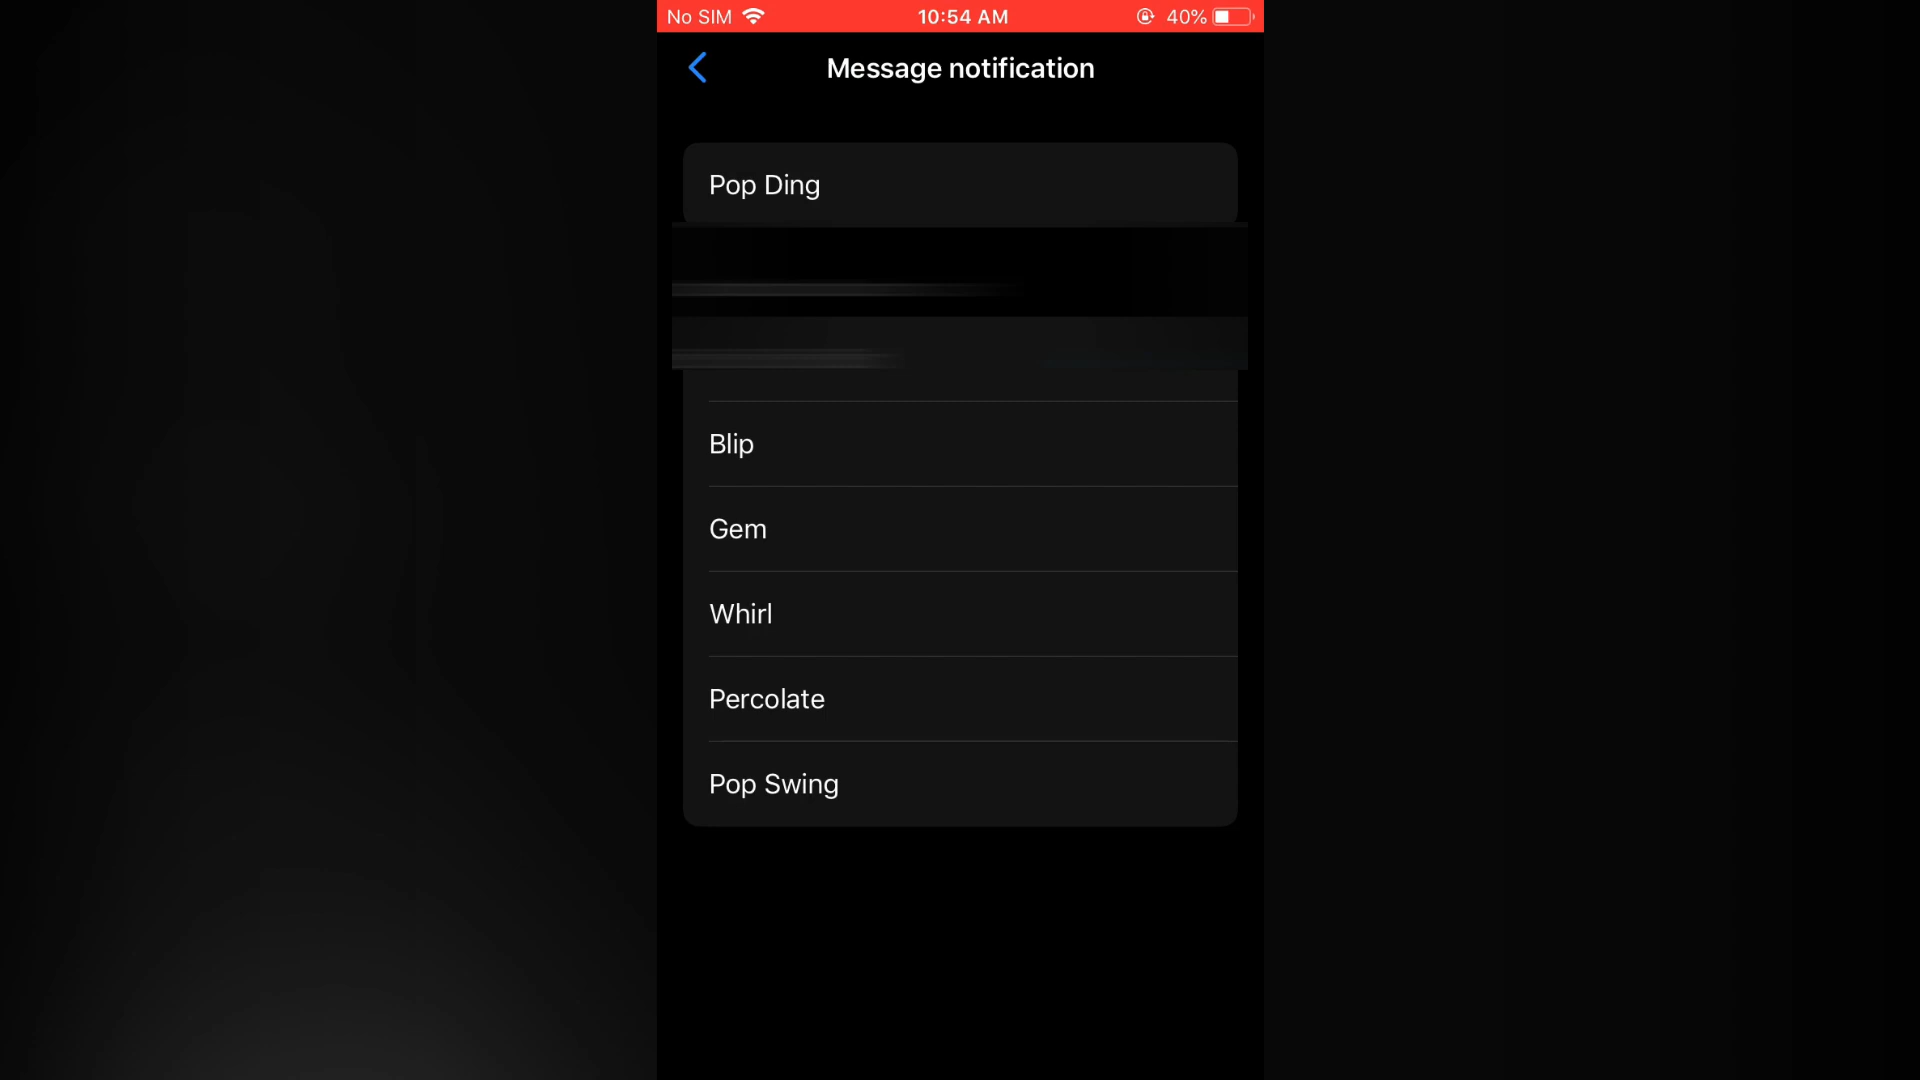 No SIM 10:54 AM 40%
Message notification
Pop Ding
Blip
Gem
Whirl
Percolate
Pop Swing